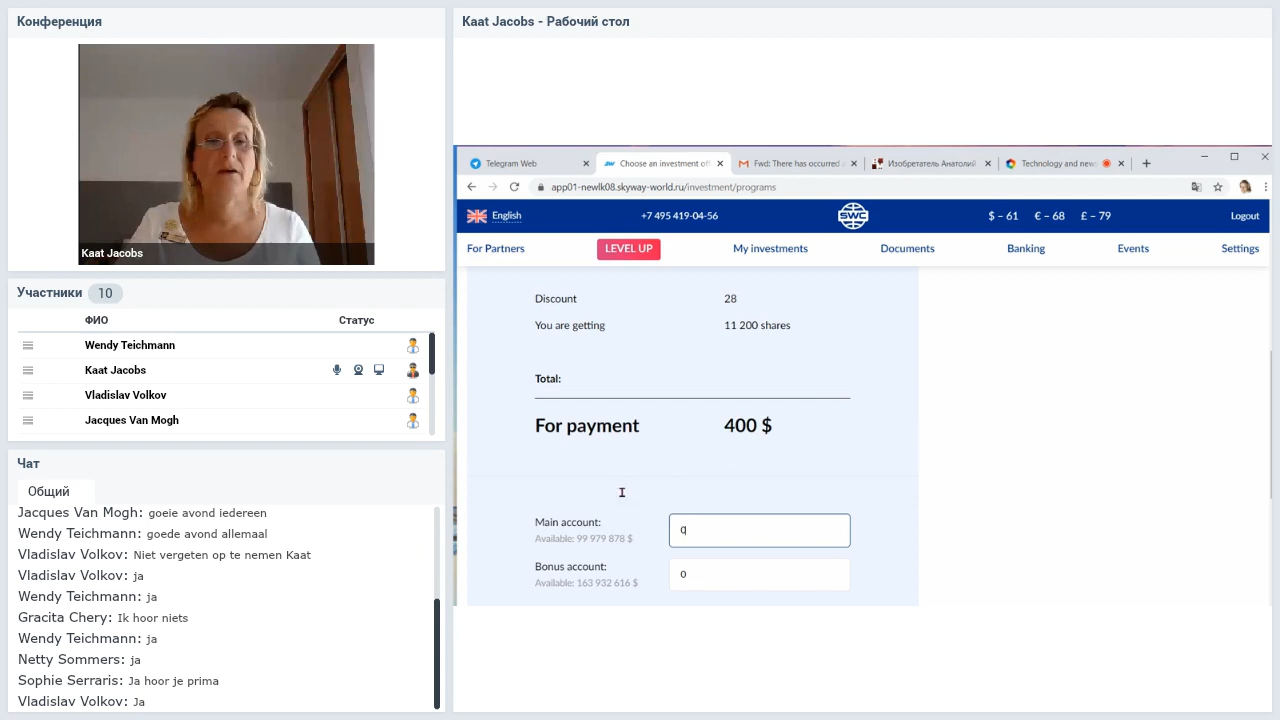 Конференция
Kaat Jacobs
Участники 10
ФИО Статус
Wendy Teichmann
Kaat Jacobs
Vladislav Volkov
Jacques Van Mogh
Чат
Общий
Jacques Van Mogh: goeie avond iedereen
Wendy Teichmann: goede avond allemaal
Vladislav Volkov: Niet vergeten op te nemen Kaat
Vladislav Volkov: ja
Wendy Teichmann: ja
Gracita Chery: Ik hoor niets
Wendy Teichmann: ja
Netty Sommers: ja
Sophie Serraris: Ja hoor je prima
Vladislav Volkov: Ja
Kaat Jacobs - Рабочий стол
Telegram Web
Choose an investment of
Fwd: There has occurred
Изобретатель Анатолий
Technology and new
app01-newlk08.skyway-world.ru/investment/programs
English +7 495 419-04-56 SWC $ – 61 € – 68 £ – 79 Logout
For Partners LEVEL UP My investments Documents Banking Events Settings
Discount 28
You are getting 11 200 shares
Total:
For payment 400 $
Main account: q
Available: 99 979 878 $
Bonus account: 0
Available: 163 932 616 $